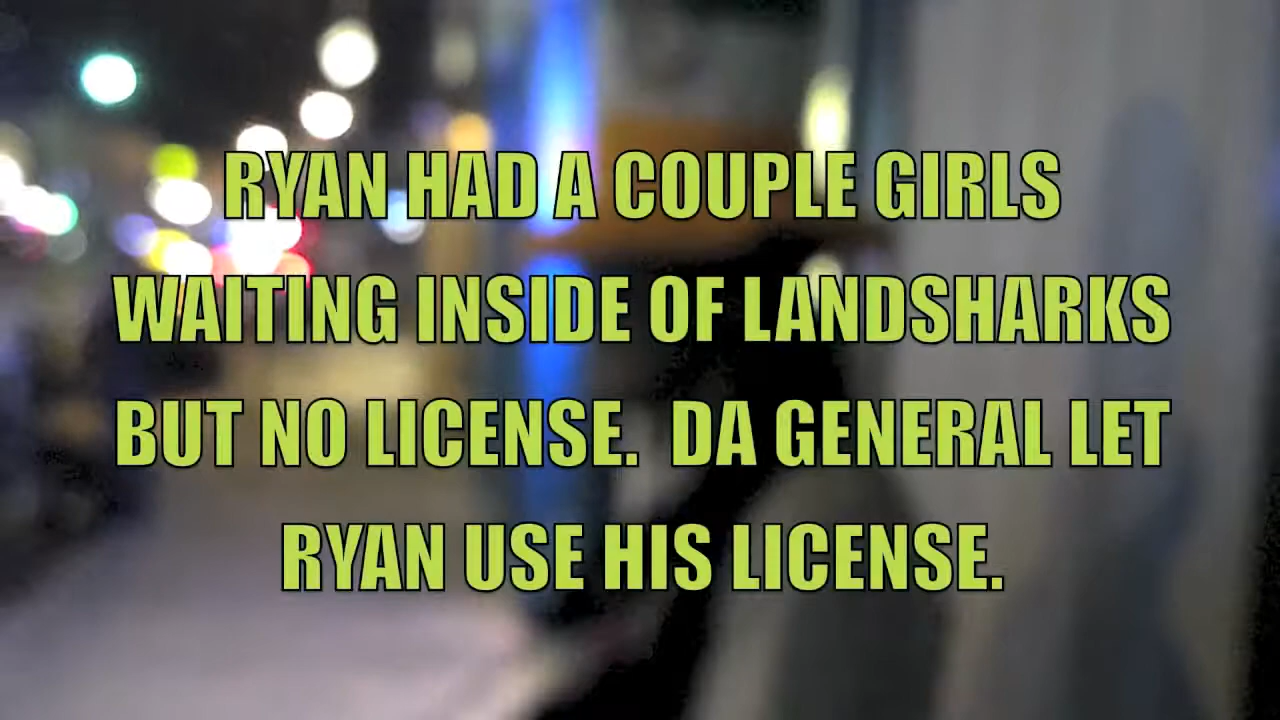 RYAN HAD A COUPLE GIRLS
WAITING INSIDE OF LANDSHARKS
BUT NO LICENSE.  DA GENERAL LET
RYAN USE HIS LICENSE.